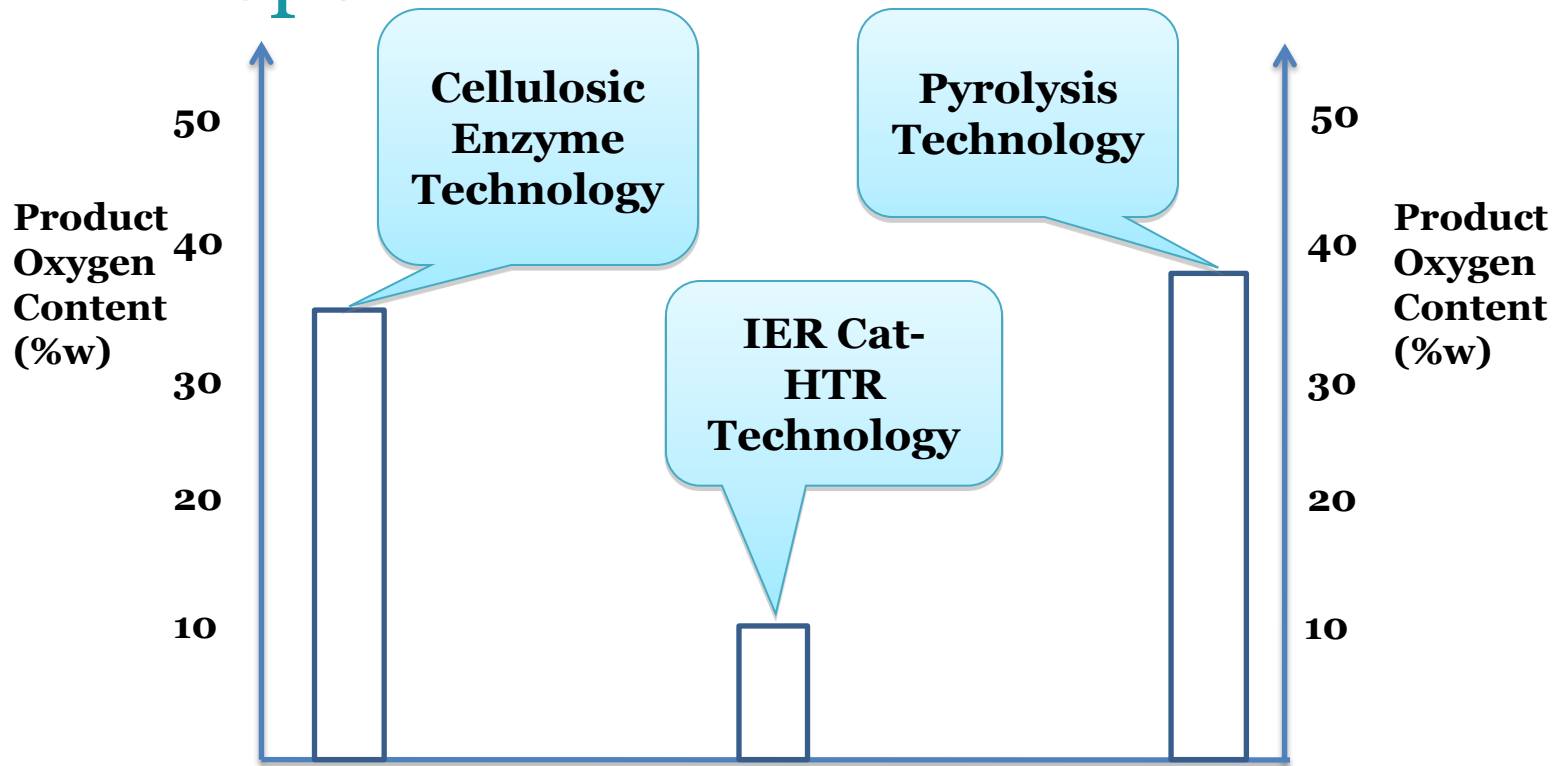 Cellulosic
Enzyme
Technology
Pyrolysis
Technology
IER Cat-
HTR
Technology
Product
Oxygen
Content
(%w)
50
40
30
20
10
50
40
30
20
10
Product
Oxygen
Content
(%w)